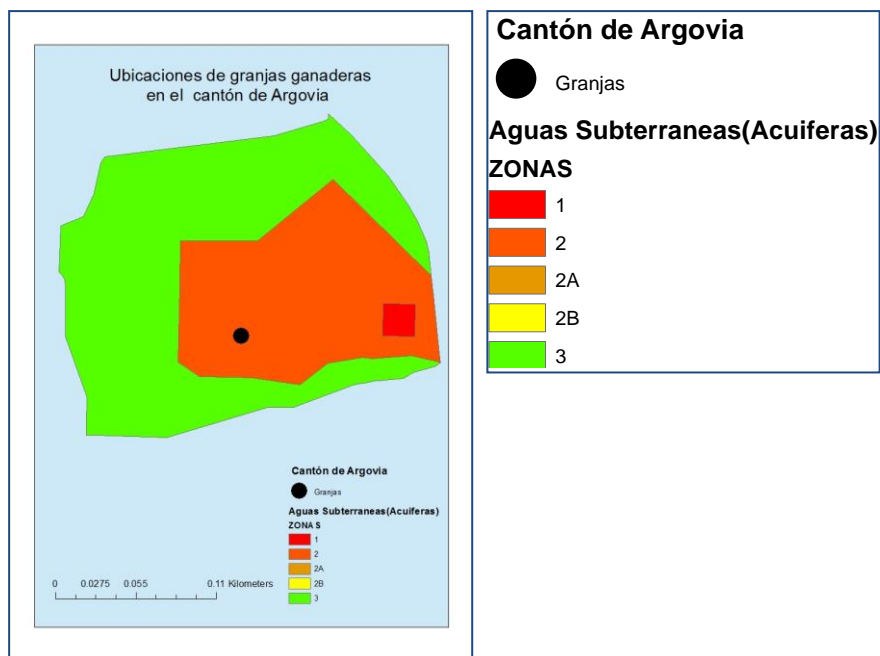 Ubicaciones de granjas ganaderas
en el cantón de Argovia
Cantón de Argovia
Granjas
Aguas Subterraneas(Acuiferas)
ZONAS
1
2
2A
2B
3
0 0.0275 0.055 0.11 Kilometers
Cantón de Argovia
Granjas
Aguas Subterraneas(Acuiferas)
ZONAS
1
2
2A
2B
3